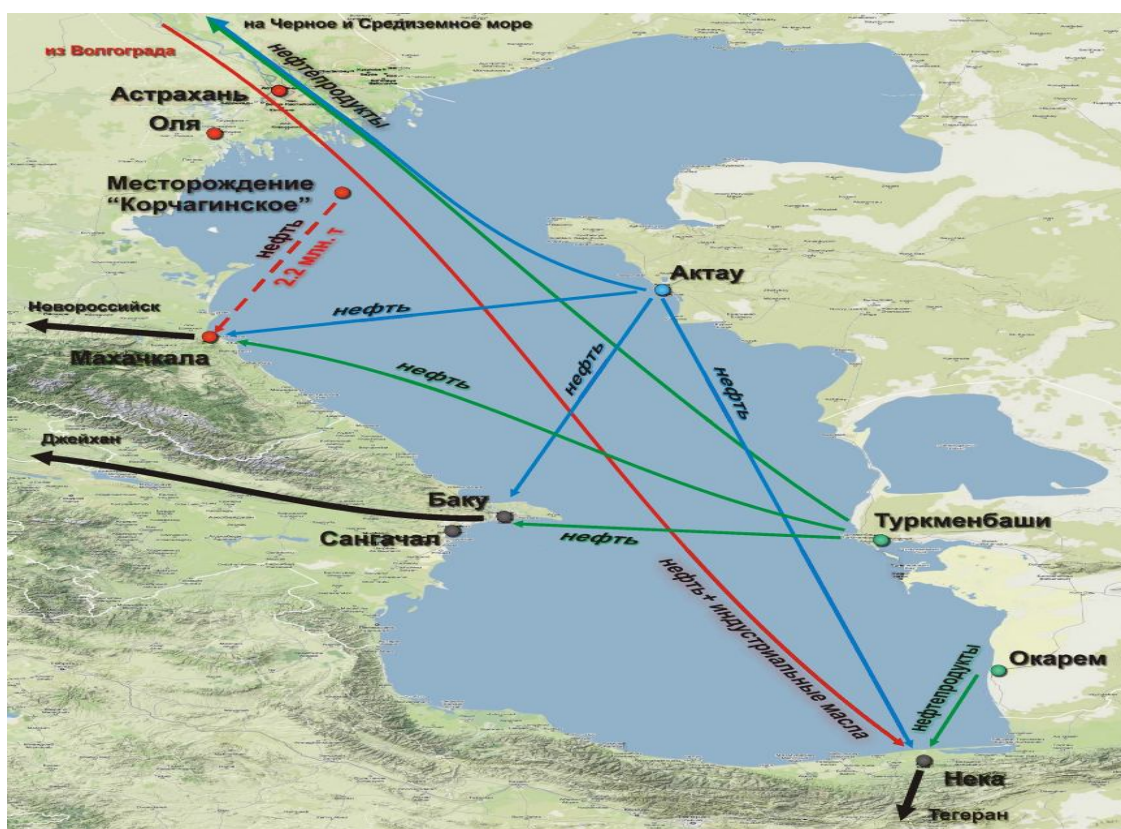 на Черное и Средиземное море
из Волгограда
нефтепродукты
Астрахань
Оля
Месторождение
“Корчагинское”
нефть
2.2 млн. т
Актау
Новороссийск
нефть
Махачкала
нефть
нефть
нефть
Джейхан
Баку
Сангачал
нефть
Туркменбаши
нефть+ индустриальные масла
Окарем
нефтепродукты
Нека
Тегеран